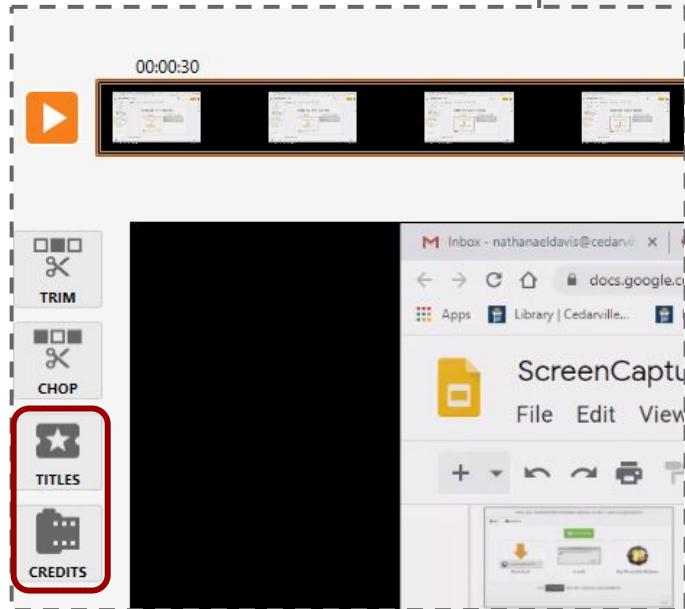 00:00:30
TRIM
CHOP
TITLES
CREDITS
Inbox - nathanaeldavis@cedarvi
docs.google.c
Apps Library | Cedarville...
ScreenCaptu
File Edit View